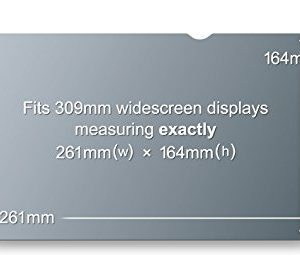 164mm
Fits 309mm widescreen displays
measuring exactly
261mm(w) × 164mm(h)
261mm